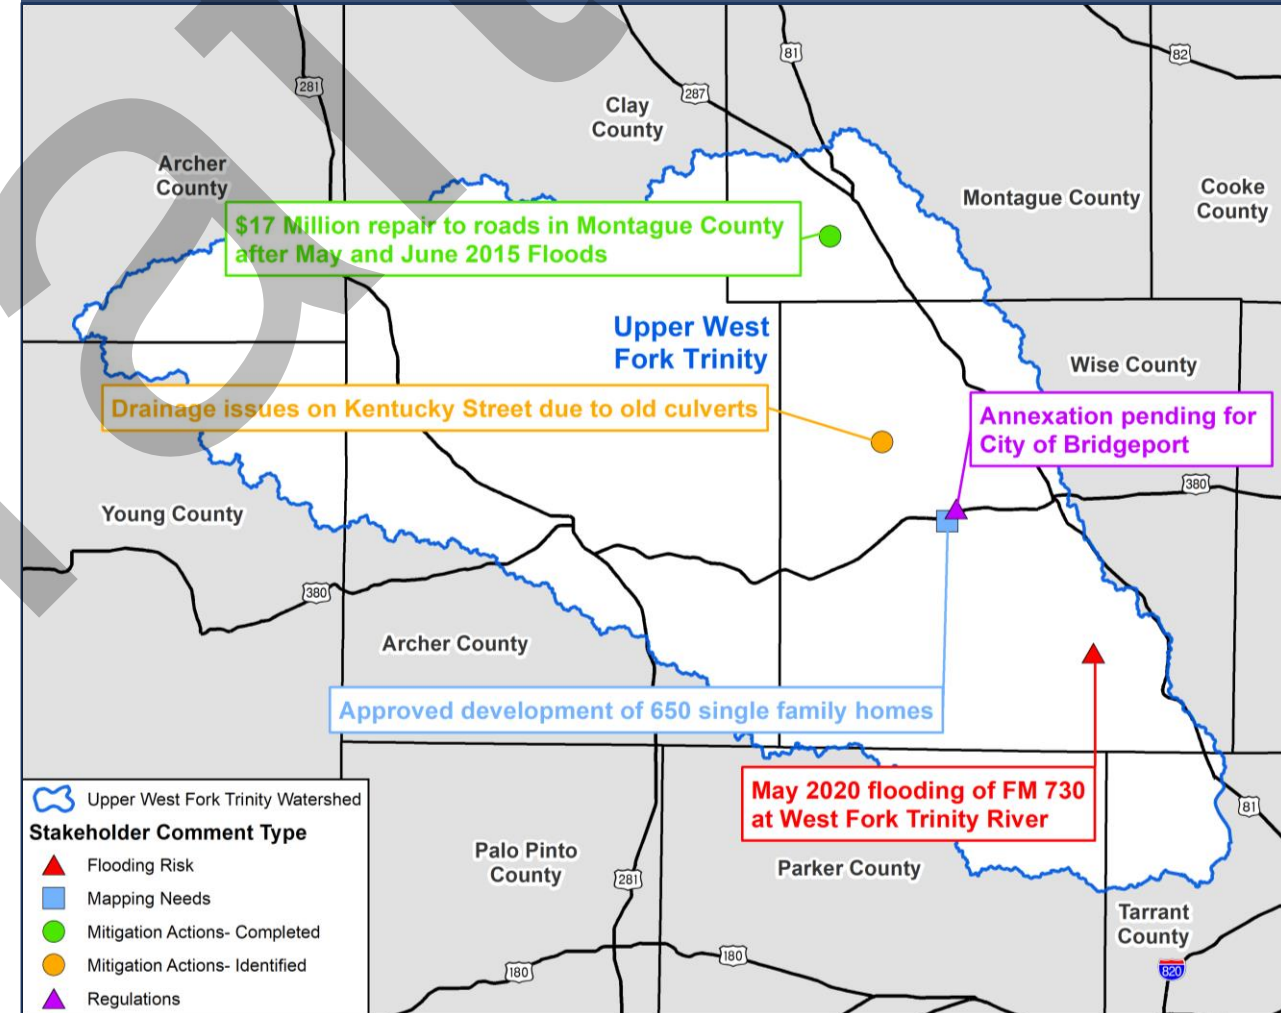 281
81
82
287
Clay
County
Archer
County
Montague County
Cooke
County
$17 Million repair to roads in Montague County
after May and June 2015 Floods
Upper West
Fork Trinity
Wise County
Drainage issues on Kentucky Street due to old culverts
Annexation pending for
City of Bridgeport
380
Young County
380
Archer County
Approved development of 650 single family homes
May 2020 flooding of FM 730
at West Fork Trinity River
81
Palo Pinto
County
281
Parker County
Tarrant
County
180
180
820
Upper West Fork Trinity Watershed
Stakeholder Comment Type
Flooding Risk
Mapping Needs
Mitigation Actions- Completed
Mitigation Actions- Identified
Regulations